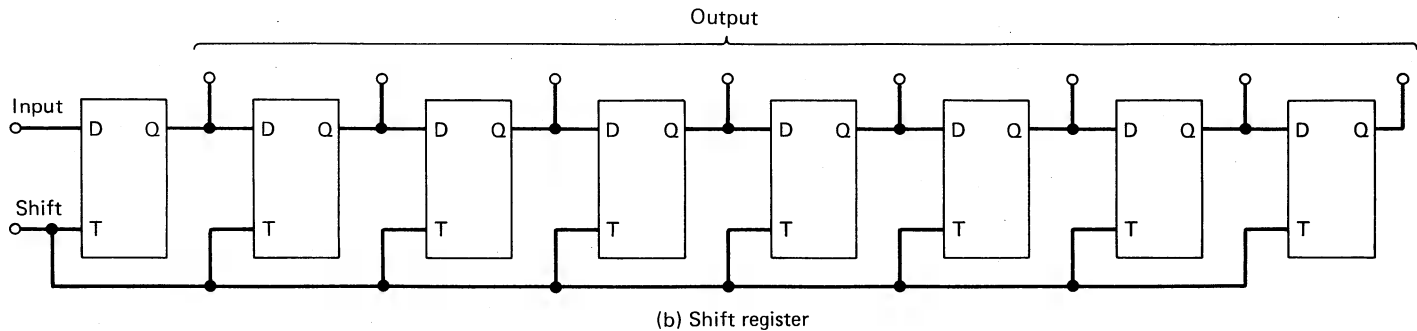 Output
Input
D Q D Q D Q D Q D Q D Q D Q D Q
Shift
T T T T T T T T
(b) Shift register